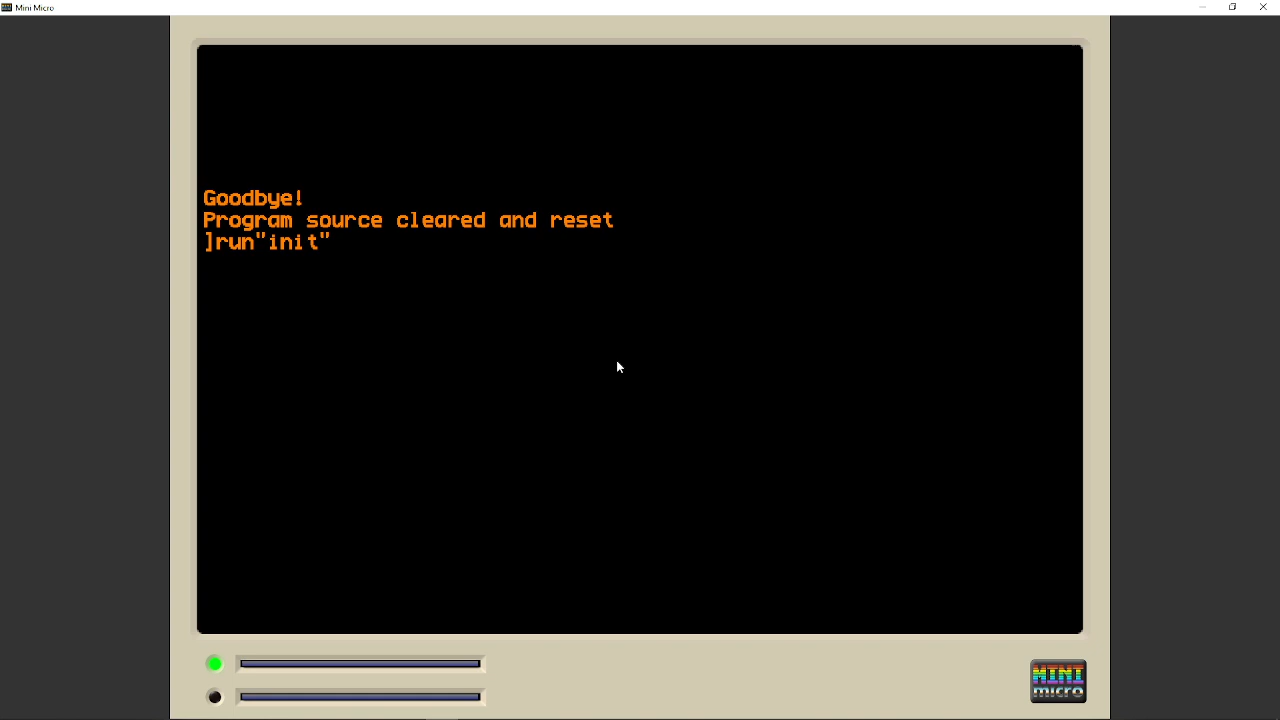 Mini Micro
Goodbye!
Program source cleared and reset
]run"init"
MINI
micro